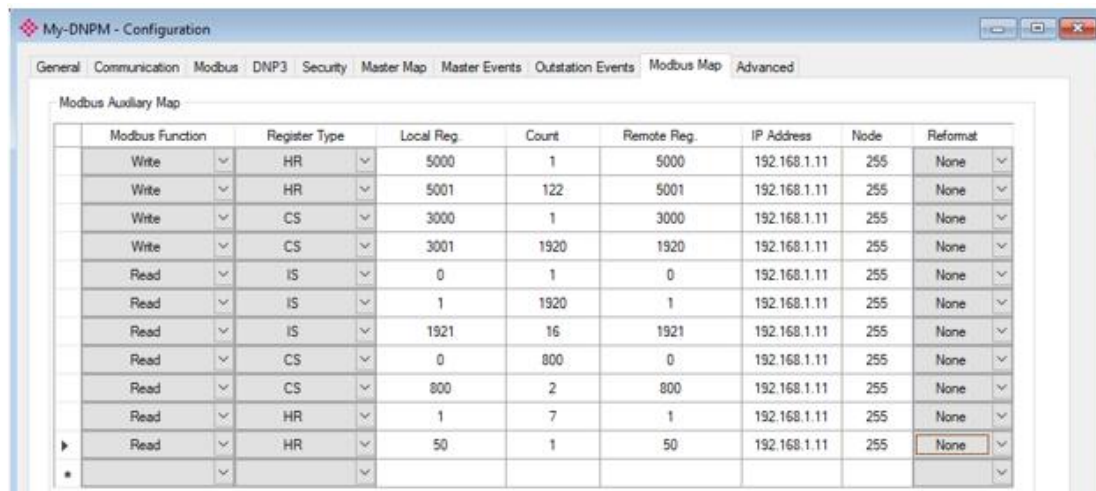 My-DNPM - Configuration
General Communication Modbus DNP3 Security Master Map Master Events Outstation Events Modbus Map Advanced
Modbus Auxiliary Map
Modbus Function Register Type Local Reg. Count Remote Reg. IP Address Node Reformat
Write HR 5000 1 5000 192.168.1.11 255 None
Write HR 5001 122 5001 192.168.1.11 255 None
Write CS 3000 1 3000 192.168.1.11 255 None
Write CS 3001 1920 1920 192.168.1.11 255 None
Read IS 0 1 0 192.168.1.11 255 None
Read IS 1 1920 1 192.168.1.11 255 None
Read IS 1921 16 1921 192.168.1.11 255 None
Read CS 0 800 0 192.168.1.11 255 None
Read CS 800 2 800 192.168.1.11 255 None
Read HR 1 7 1 192.168.1.11 255 None
Read HR 50 1 50 192.168.1.11 255 None